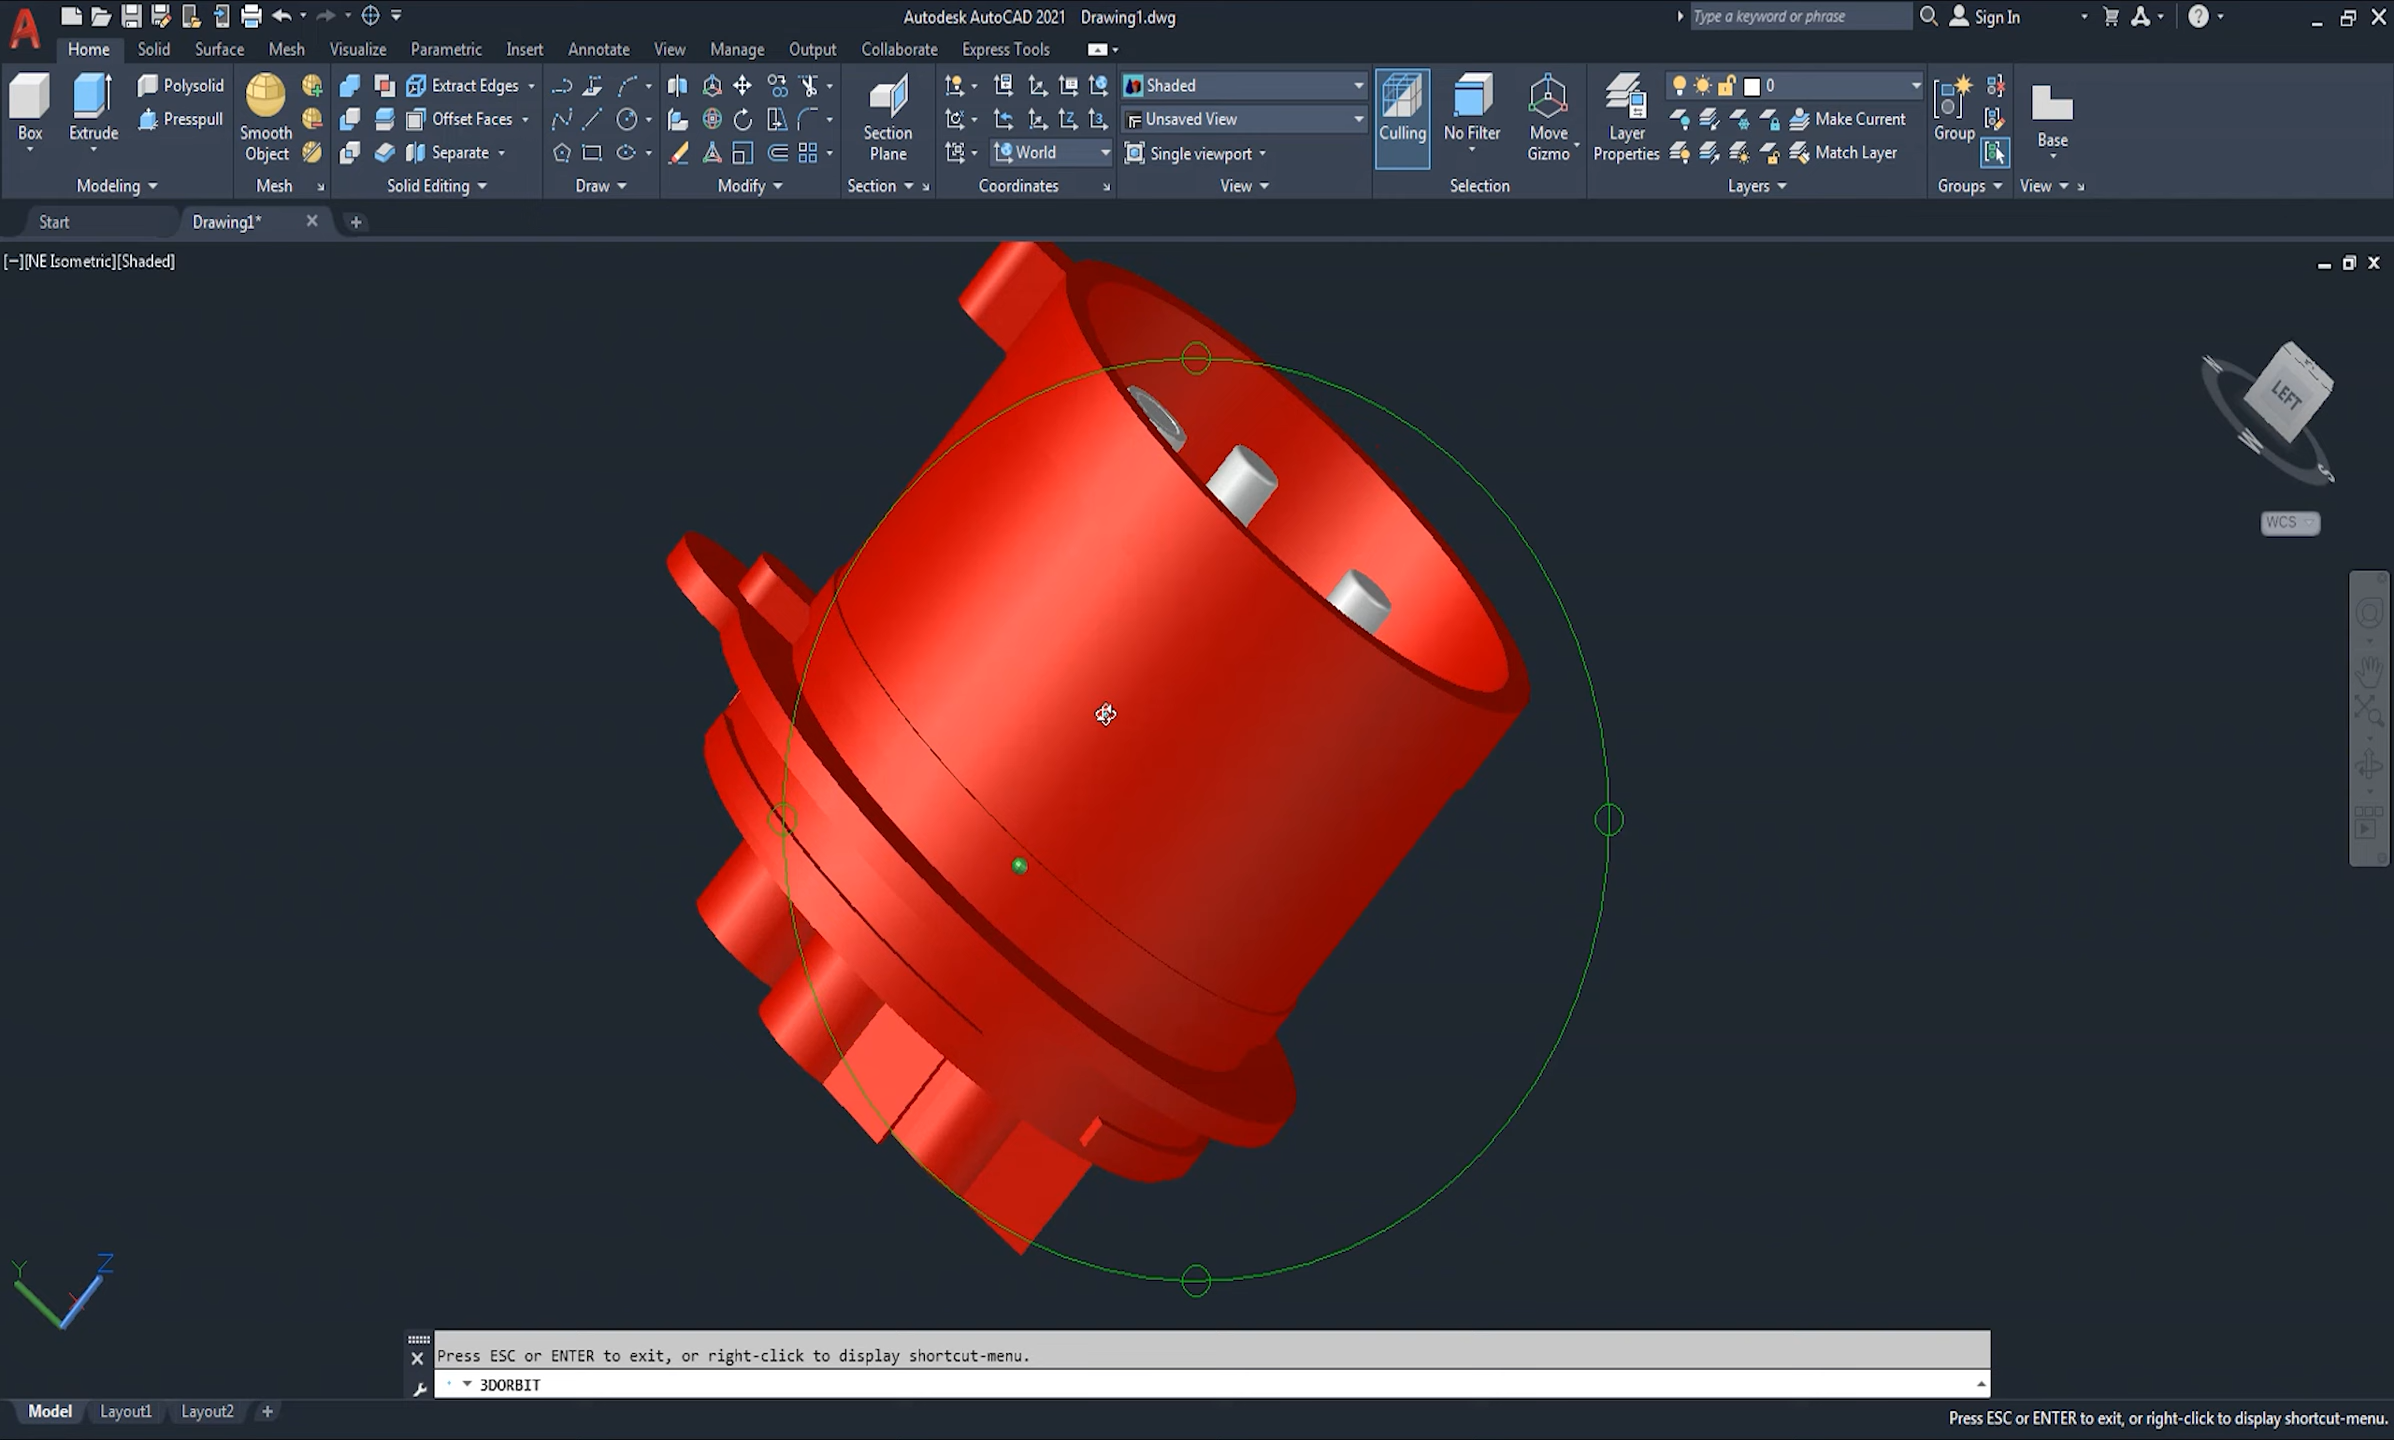 Autodesk AutoCAD 2021 Drawing1.dwg
Type a keyword or phrase
Sign In
Home Solid Surface Mesh Visualize Parametric Insert Annotate View Manage Output Collaborate Express Tools
Box
Extrude
Polysolid
Presspull
Modeling
Smooth
Object
Mesh
Extract Edges
Offset Faces
Separate
Solid Editing
Draw
Modify
Section
Plane
Section
World
Coordinates
Shaded
Unsaved View
Single viewport
View
Culling
No Filter
Move
Gizmo
Selection
Layer
Properties
0
Make Current
Match Layer
Layers
Group
Groups
Base
View
Start
Drawing1*
[−][NE Isometric][Shaded]
LEFT
W
WCS
Y
Z
X
Press ESC or ENTER to exit, or right-click to display shortcut-menu.
3DORBIT
Model Layout1 Layout2 +
Press ESC or ENTER to exit, or right-click to display shortcut-menu.